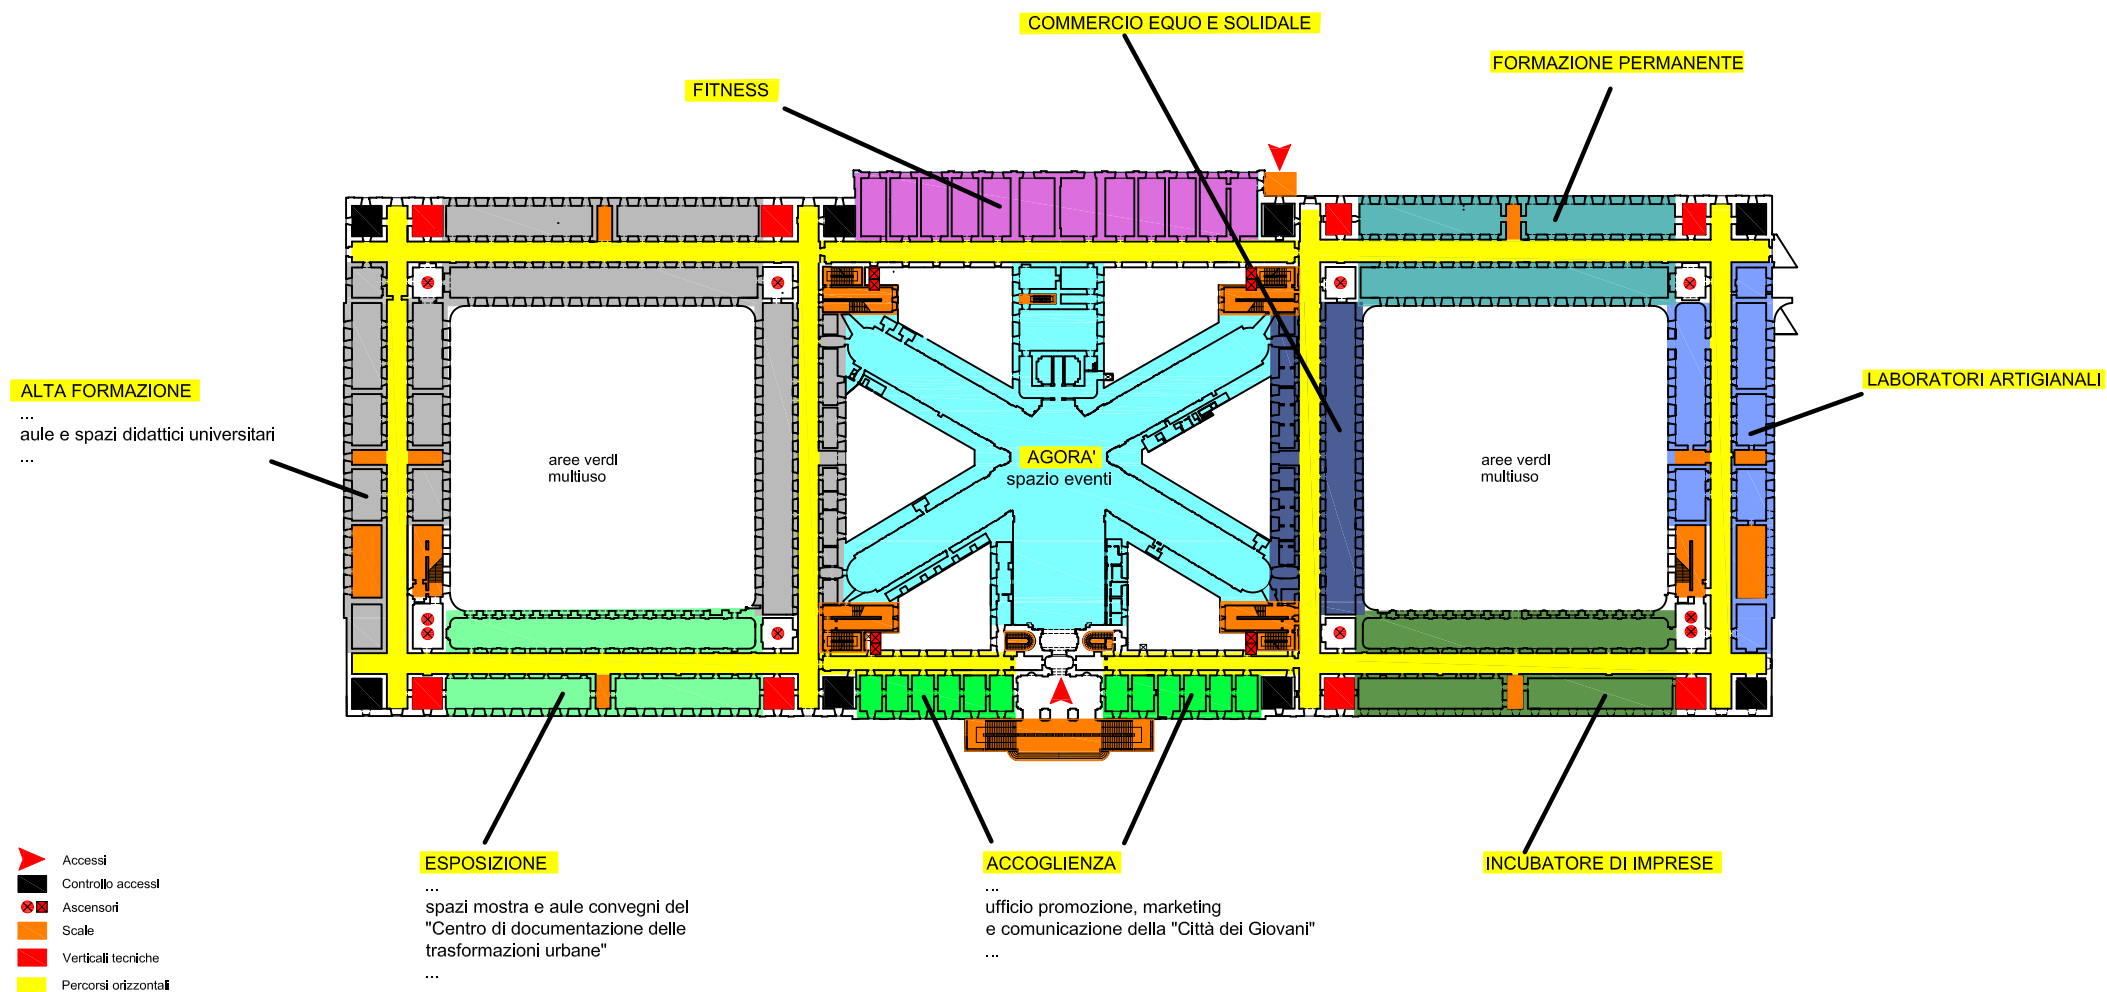 COMMERCIO EQUO E SOLIDALE
FORMAZIONE PERMANENTE
FITNESS
ALTA FORMAZIONE
...
aule e spazi didattici universitari
...
LABORATORI ARTIGIANALI
aree verdi
multiuso
AGORA'
spazio eventi
aree verdi
multiuso
ESPOSIZIONE
...
spazi mostra e aule convegni del
"Centro di documentazione delle
trasformazioni urbane"
...
ACCOGLIENZA
...
ufficio promozione, marketing
e comunicazione della "Città dei Giovani"
...
INCUBATORE DI IMPRESE
Accessi
Controllo accessi
Ascensori
Scale
Verticali tecniche
Percorsi orizzontali